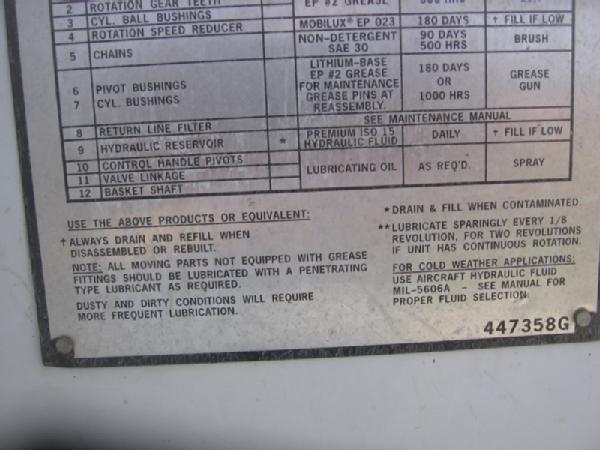 2 ROTATION GEAR TEETH EP #2 GREASE
3 CYL. BALL BUSHINGS
4 ROTATION SPEED REDUCER MOBILUX® EP 023 180 DAYS † FILL IF LOW
5 CHAINS NON-DETERGENT SAE 30 90 DAYS 500 HRS BRUSH
6 PIVOT BUSHINGS
7 CYL. BUSHINGS
LITHIUM-BASE
EP #2 GREASE
FOR MAINTENANCE
GREASE PINS AT
REASSEMBLY.
180 DAYS
OR
1000 HRS
GREASE
GUN
8 RETURN LINE FILTER SEE MAINTENANCE MANUAL
9 HYDRAULIC RESERVOIR * PREMIUM ISO 15 HYDRAULIC FLUID DAILY † FILL IF LOW
10 CONTROL HANDLE PIVOTS
11 VALVE LINKAGE
12 BASKET SHAFT
LUBRICATING OIL AS REQ'D. SPRAY
USE THE ABOVE PRODUCTS OR EQUIVALENT:
† ALWAYS DRAIN AND REFILL WHEN
DISASSEMBLED OR REBUILT.
NOTE: ALL MOVING PARTS NOT EQUIPPED WITH GREASE
FITTINGS SHOULD BE LUBRICATED WITH A PENETRATING
TYPE LUBRICANT AS REQUIRED.
DUSTY AND DIRTY CONDITIONS WILL REQUIRE
MORE FREQUENT LUBRICATION.
* DRAIN & FILL WHEN CONTAMINATED
** LUBRICATE SPARINGLY EVERY 1/8
REVOLUTION, FOR TWO REVOLUTIONS
IF UNIT HAS CONTINUOUS ROTATION.
FOR COLD WEATHER APPLICATIONS:
USE AIRCRAFT HYDRAULIC FLUID
MIL-5606A - SEE MANUAL FOR
PROPER FLUID SELECTION.
447358G